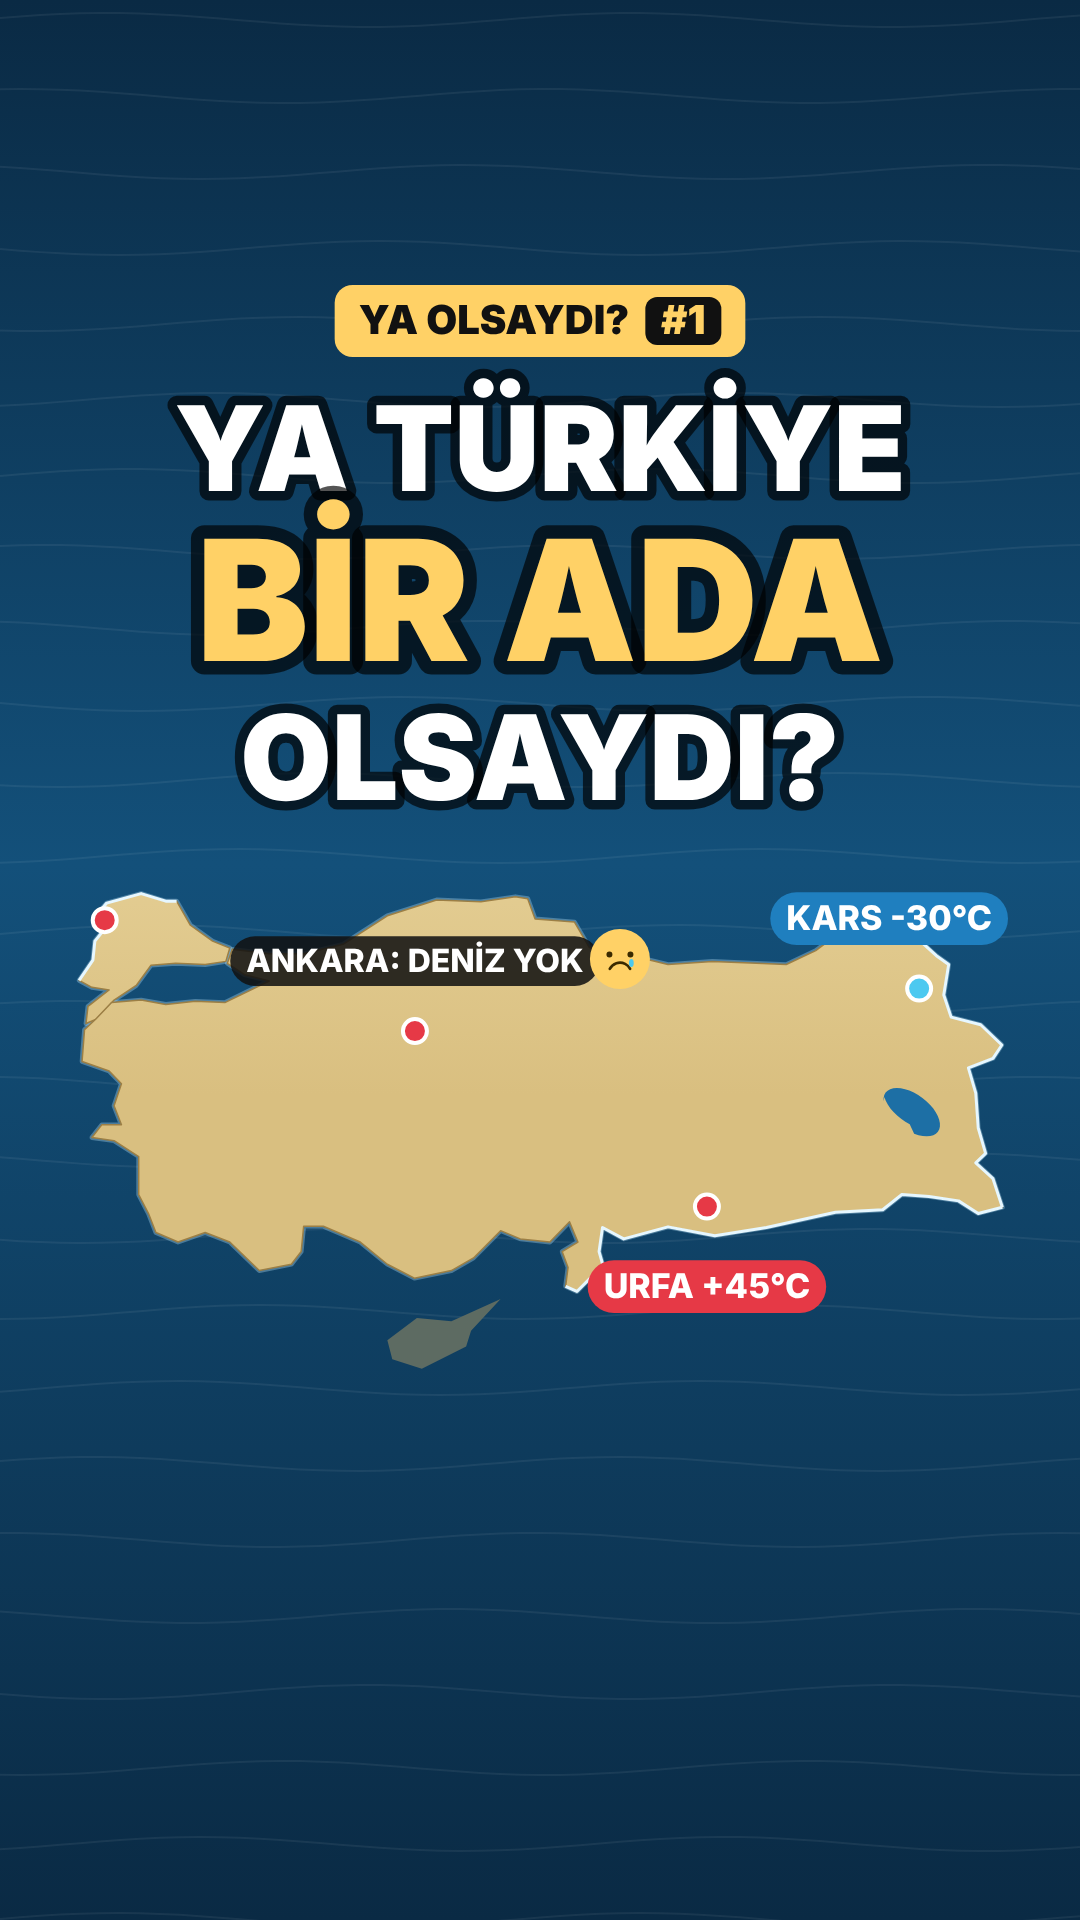 YA OLSAYDI? #1
YA TÜRKİYE
BİR ADA
OLSAYDI?
KARS -30°C
ANKARA: DENİZ YOK
URFA +45°C